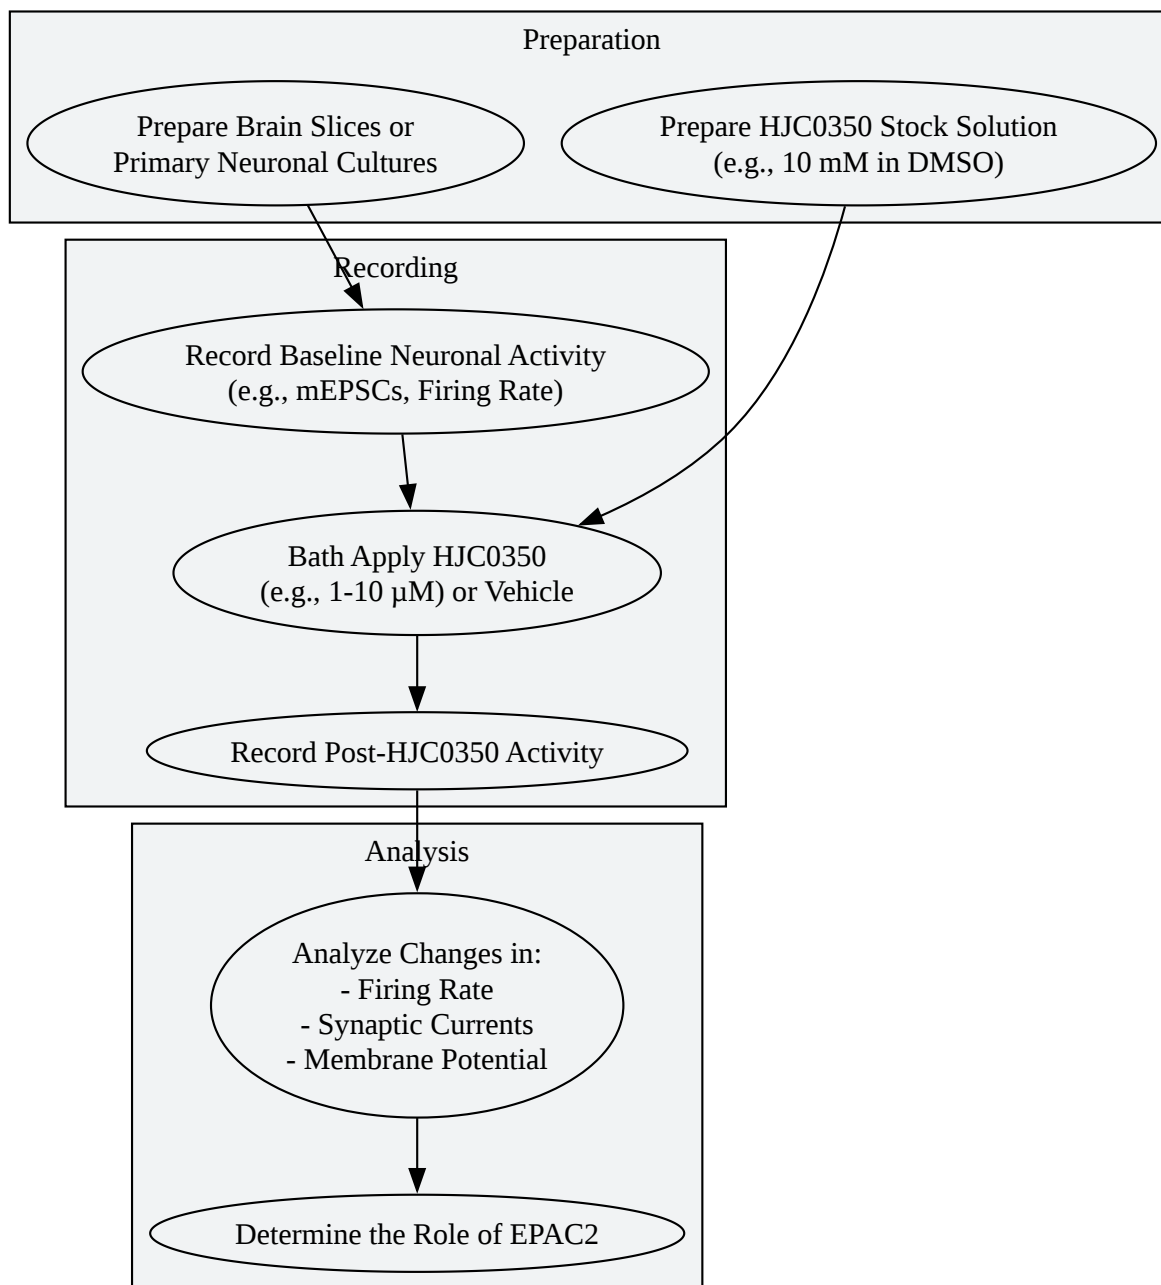 Preparation
Prepare Brain Slices or
Primary Neuronal Cultures
Prepare HJC0350 Stock Solution
(e.g., 10 mM in DMSO)
Recording
Record Baseline Neuronal Activity
(e.g., mEPSCs, Firing Rate)
Bath Apply HJC0350
(e.g., 1-10 µM) or Vehicle
Record Post-HJC0350 Activity
Analysis
Analyze Changes in:
- Firing Rate
- Synaptic Currents
- Membrane Potential
Determine the Role of EPAC2